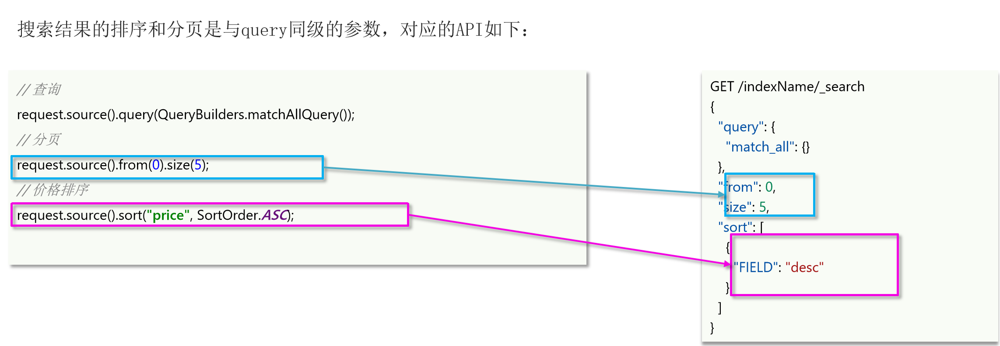 搜索结果的排序和分页是与query同级的参数，对应的API如下：
// 查询
request.source().query(QueryBuilders.matchAllQuery());
// 分页
request.source().from(0).size(5);
// 价格排序
request.source().sort("price", SortOrder.ASC);
GET /indexName/_search
{
"query": {
"match_all": {}
},
"from": 0,
"size": 5,
"sort": [
{
"FIELD": "desc"
}
]
}